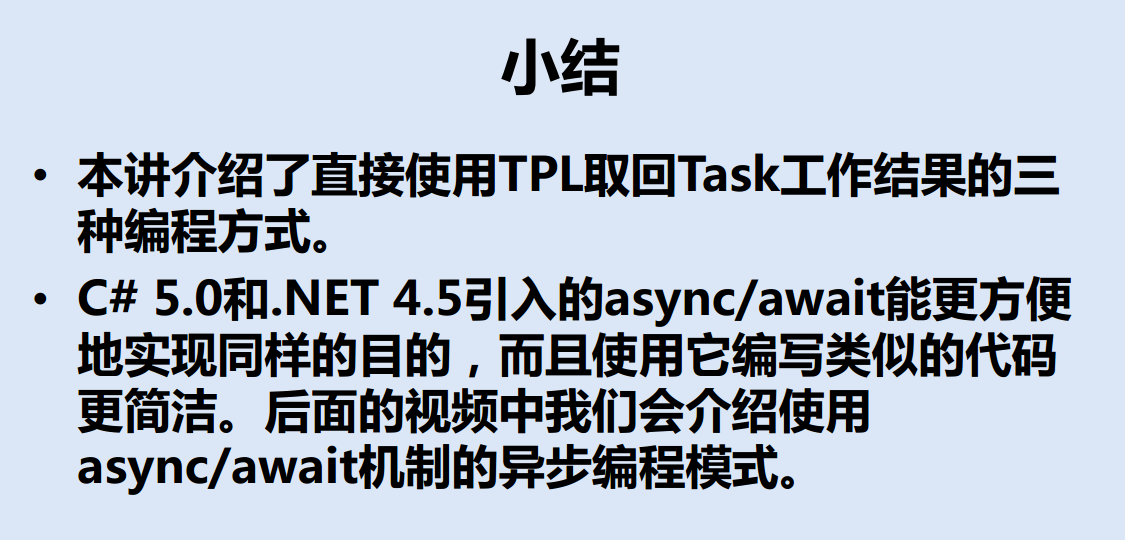 小结
• 本讲介绍了直接使用TPL取回Task工作结果的三
种编程方式。
• C# 5.0和.NET 4.5引入的async/await能更方便
地实现同样的目的，而且使用它编写类似的代码
更简洁。后面的视频中我们会介绍使用
async/await机制的异步编程模式。